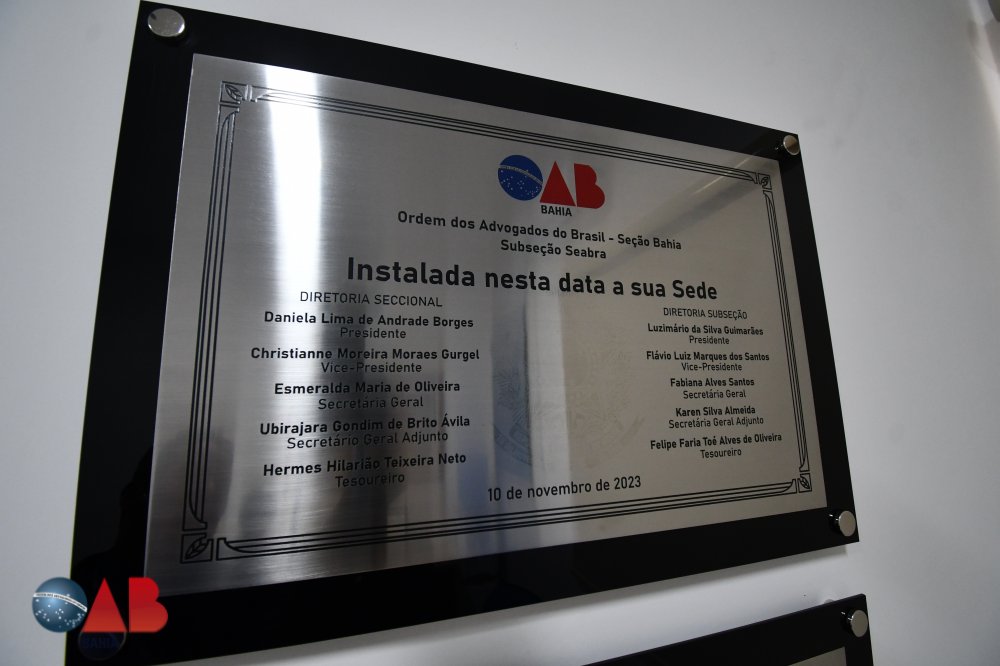 OAB
BAHIA
Ordem dos Advogados do Brasil - Seção Bahia
Subseção Seabra
Instalada nesta data a sua Sede
DIRETORIA SECCIONAL
Daniela Lima de Andrade Borges
Presidente
Christianne Moreira Moraes Gurgel
Vice-Presidente
Esmeralda Maria de Oliveira
Secretária Geral
Ubirajara Gondim de Brito Ávila
Secretário Geral Adjunto
Hermes Hilarião Teixeira Neto
Tesoureiro
DIRETORIA SUBSEÇÃO
Luzimário da Silva Guimarães
Presidente
Flávio Luiz Marques dos Santos
Vice-Presidente
Fabiana Alves Santos
Secretária Geral
Karen Silva Almeida
Secretária Geral Adjunto
Felipe Faria Toé Alves de Oliveira
Tesoureiro
10 de novembro de 2023
OAB
BAHIA